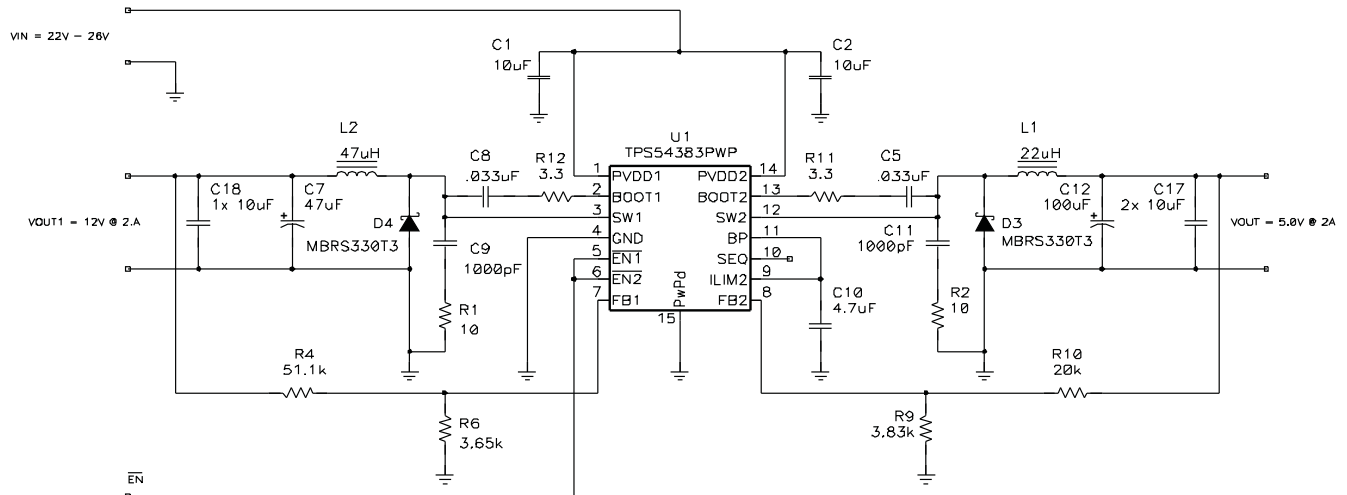 VIN = 22V - 26V
C1
10uF
C2
10uF
L2
47uH
U1
TPS54383PWP
L1
22uH
C8
.033uF
R12
3.3
R11
3.3
C5
.033uF
1
PVDD1
PVDD2
14
2
BOOT1
BOOT2
13
3
SW1
SW2
12
4
GND
BP
11
5
EN1
SEQ
10
6
EN2
ILIM2
9
7
FB1
FB2
8
PwPd
15
C18
1x 10uF
C7
47uF
VOUT1 = 12V @ 2.A
D4
MBRS330T3
C9
1000pF
R1
10
C11
1000pF
D3
MBRS330T3
C12
100uF
C17
2x 10uF
VOUT = 5.0V @ 2A
C10
4.7uF
R2
10
R4
51.1k
R10
20k
R6
3.65k
R9
3.83k
EN